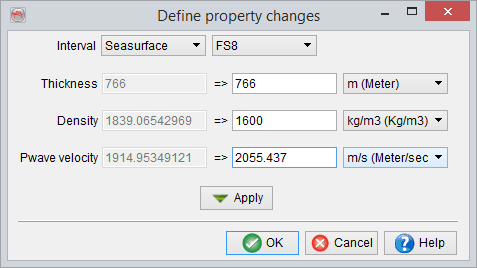 Define property changes
Interval Seasurface FS8
Thickness 766 => 766 m (Meter)
Density 1839.06542969 => 1600 kg/m3 (Kg/m3)
Pwave velocity 1914.95349121 => 2055.437 m/s (Meter/sec
Apply
OK Cancel Help